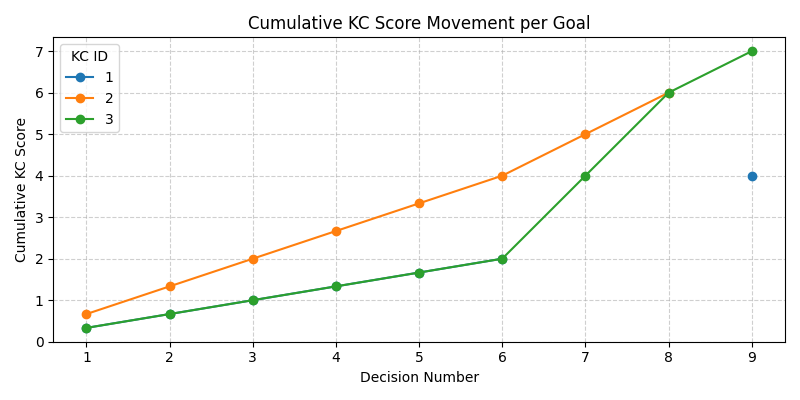 Cumulative KC Score Movement per Goal
KC ID
1
2
3
Cumulative KC Score
7
6
5
4
3
2
1
0
1 2 3 4 5 6 7 8 9
Decision Number